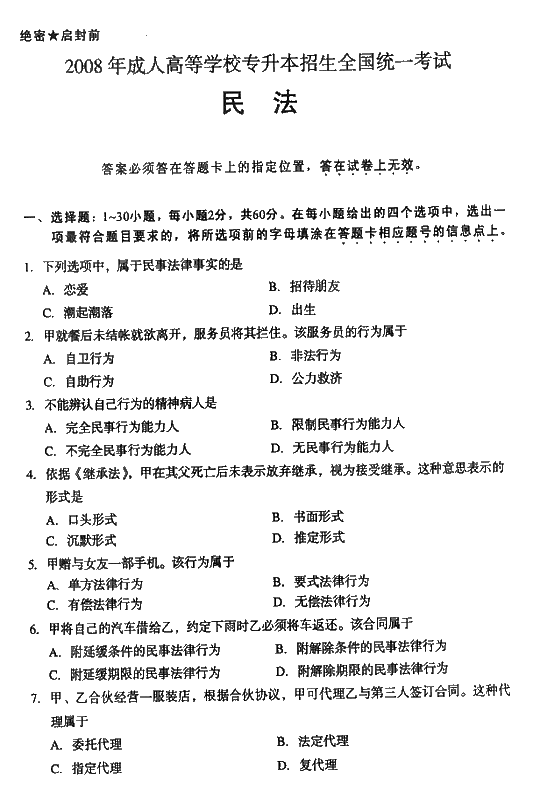 绝密★启封前
2008 年成人高等学校专升本招生全国统一考试
民 法
答案必须答在答题卡上的指定位置，答在试卷上无效。
一、选择题：1~30小题，每小题2分，共60分。在每小题给出的四个选项中，选出一
项最符合题目要求的，将所选项前的字母填涂在答题卡相应题号的信息点上。
1. 下列选项中，属于民事法律事实的是
A. 恋爱 B. 招待朋友
C. 潮起潮落 D. 出生
2. 甲就餐后未结帐就欲离开，服务员将其拦住。该服务员的行为属于
A. 自卫行为 B. 非法行为
C. 自助行为 D. 公力救济
3. 不能辨认自己行为的精神病人是
A. 完全民事行为能力人 B. 限制民事行为能力人
C. 不完全民事行为能力人 D. 无民事行为能力人
4. 依据《继承法》，甲在其父死亡后未表示放弃继承，视为接受继承。这种意思表示的
形式是
A. 口头形式 B. 书面形式
C. 沉默形式 D. 推定形式
5. 甲赠与女友一部手机。该行为属于
A. 单方法律行为 B. 要式法律行为
C. 有偿法律行为 D. 无偿法律行为
6. 甲将自己的汽车借给乙，约定下雨时乙必须将车返还。该合同属于
A. 附延缓条件的民事法律行为 B. 附解除条件的民事法律行为
C. 附延缓期限的民事法律行为 D. 附解除期限的民事法律行为
7. 甲、乙合伙经营一服装店，根据合伙协议，甲可代理乙与第三人签订合同。这种代
理属于
A. 委托代理 B. 法定代理
C. 指定代理 D. 复代理